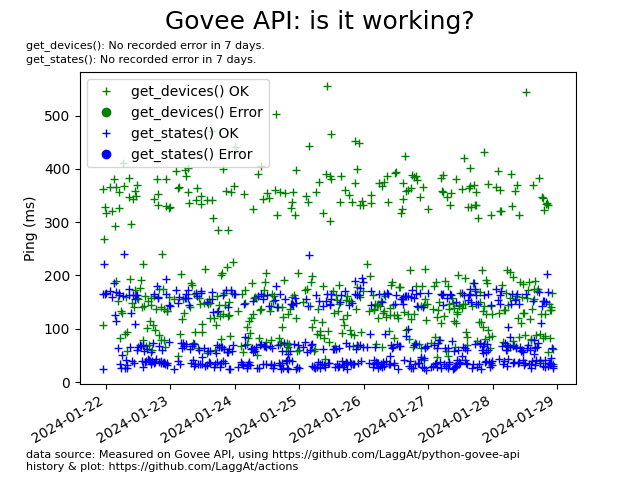 Govee API: is it working?
get_devices(): No recorded error in 7 days.
get_states(): No recorded error in 7 days.
get_devices() OK
get_devices() Error
get_states() OK
get_states() Error
Ping (ms)
500
400
300
200
100
0
2024-01-22
2024-01-23
2024-01-24
2024-01-25
2024-01-26
2024-01-27
2024-01-28
2024-01-29
data source: Measured on Govee API, using https://github.com/LaggAt/python-govee-api
history & plot: https://github.com/LaggAt/actions